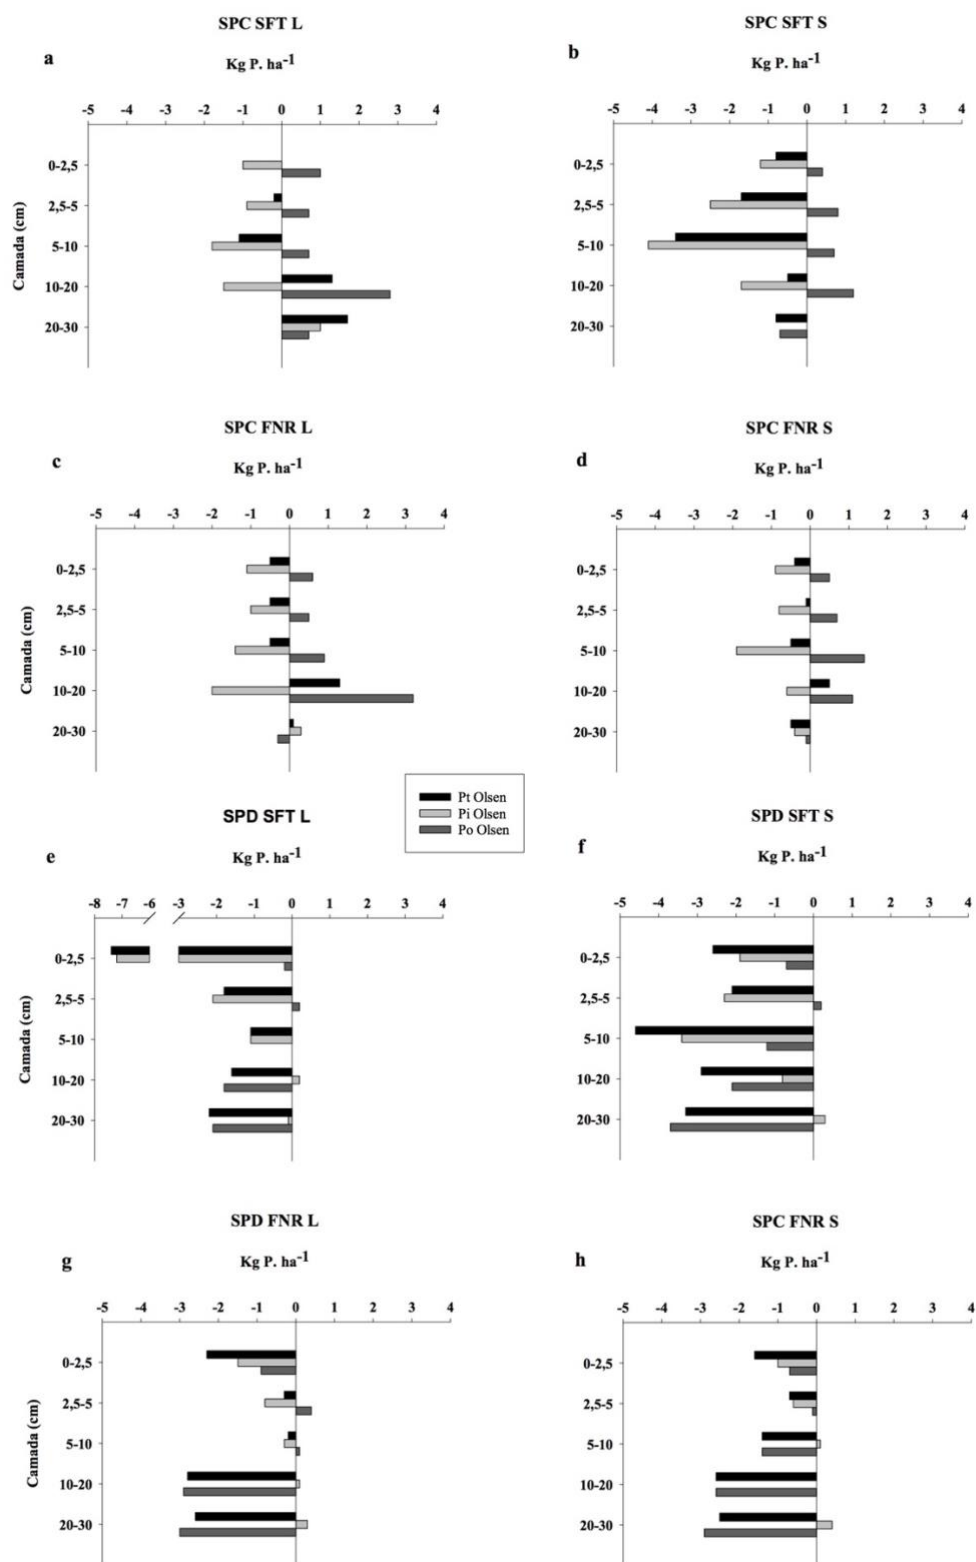 SPC SFT L
a
Kg P. ha-1
-5 -4 -3 -2 -1 0 1 2 3 4
Camada (cm)
0-2,5
2,5-5
5-10
10-20
20-30
SPC SFT S
b
Kg P. ha-1
-5 -4 -3 -2 -1 0 1 2 3 4
0-2,5
2,5-5
5-10
10-20
20-30
SPC FNR L
c
Kg P. ha-1
-5 -4 -3 -2 -1 0 1 2 3 4
Camada (cm)
0-2,5
2,5-5
5-10
10-20
20-30
SPC FNR S
d
Kg P. ha-1
-5 -4 -3 -2 -1 0 1 2 3 4
0-2,5
2,5-5
5-10
10-20
20-30
Pt Olsen
Pi Olsen
Po Olsen
SPD SFT L
e
Kg P. ha-1
-8 -7 -6 -3 -2 -1 0 1 2 3 4
Camada (cm)
0-2,5
2,5-5
5-10
10-20
20-30
SPD SFT S
f
Kg P. ha-1
-5 -4 -3 -2 -1 0 1 2 3 4
0-2,5
2,5-5
5-10
10-20
20-30
SPD FNR L
g
Kg P. ha-1
-5 -4 -3 -2 -1 0 1 2 3 4
Camada (cm)
0-2,5
2,5-5
5-10
10-20
20-30
SPC FNR S
h
Kg P. ha-1
-5 -4 -3 -2 -1 0 1 2 3 4
0-2,5
2,5-5
5-10
10-20
20-30